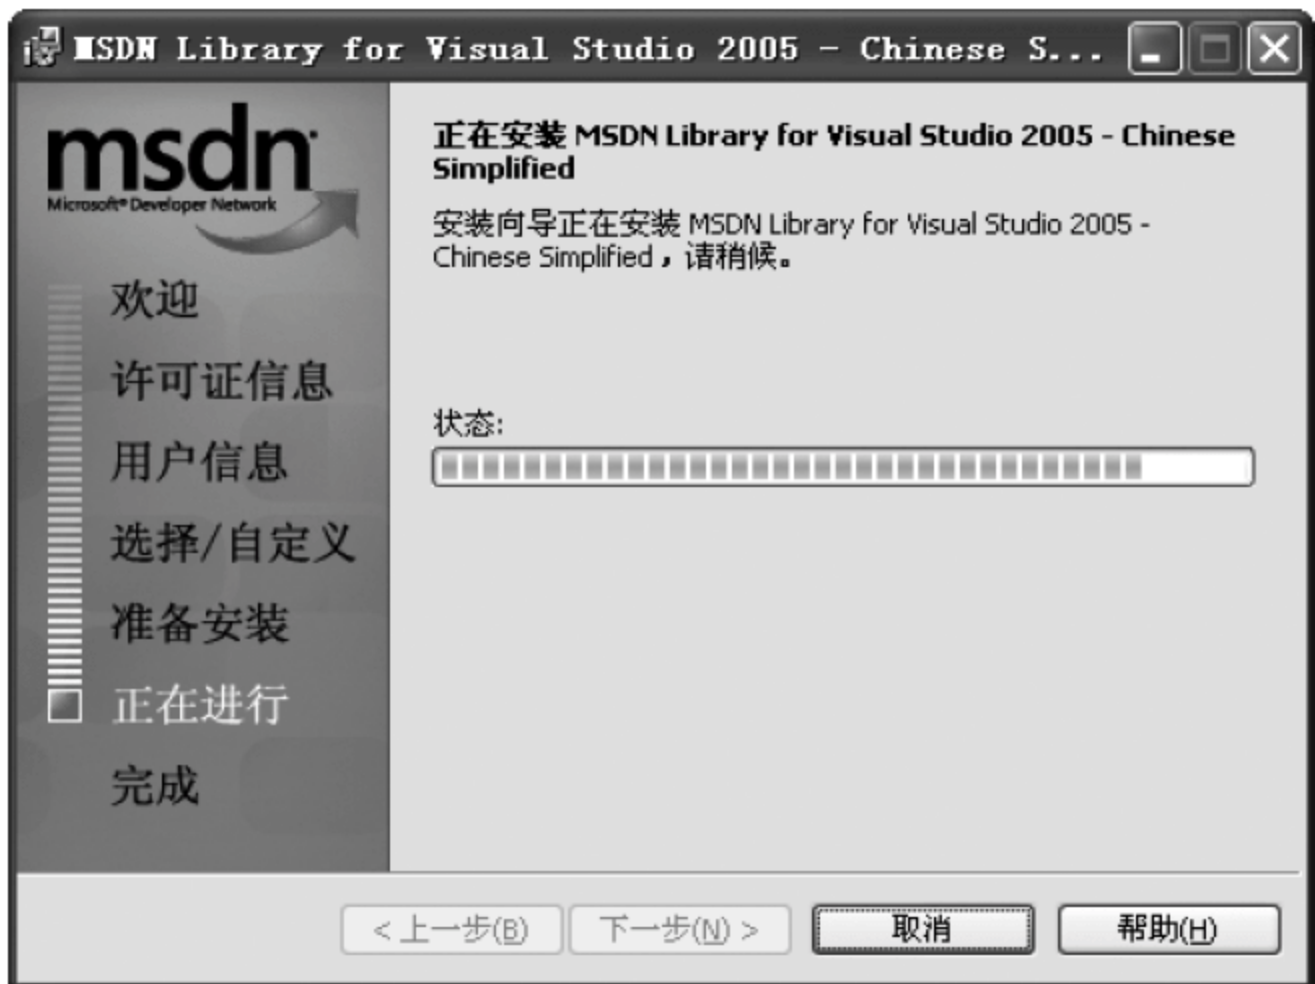 MSDN Library for Visual Studio 2005 - Chinese S...
msdn
Microsoft® Developer Network
欢迎
许可证信息
用户信息
选择/自定义
准备安装
正在进行
完成
正在安装 MSDN Library for Visual Studio 2005 - Chinese
Simplified
安装向导正在安装 MSDN Library for Visual Studio 2005 -
Chinese Simplified，请稍候。
状态:
< 上一步(B)
下一步(N) >
取消
帮助(H)